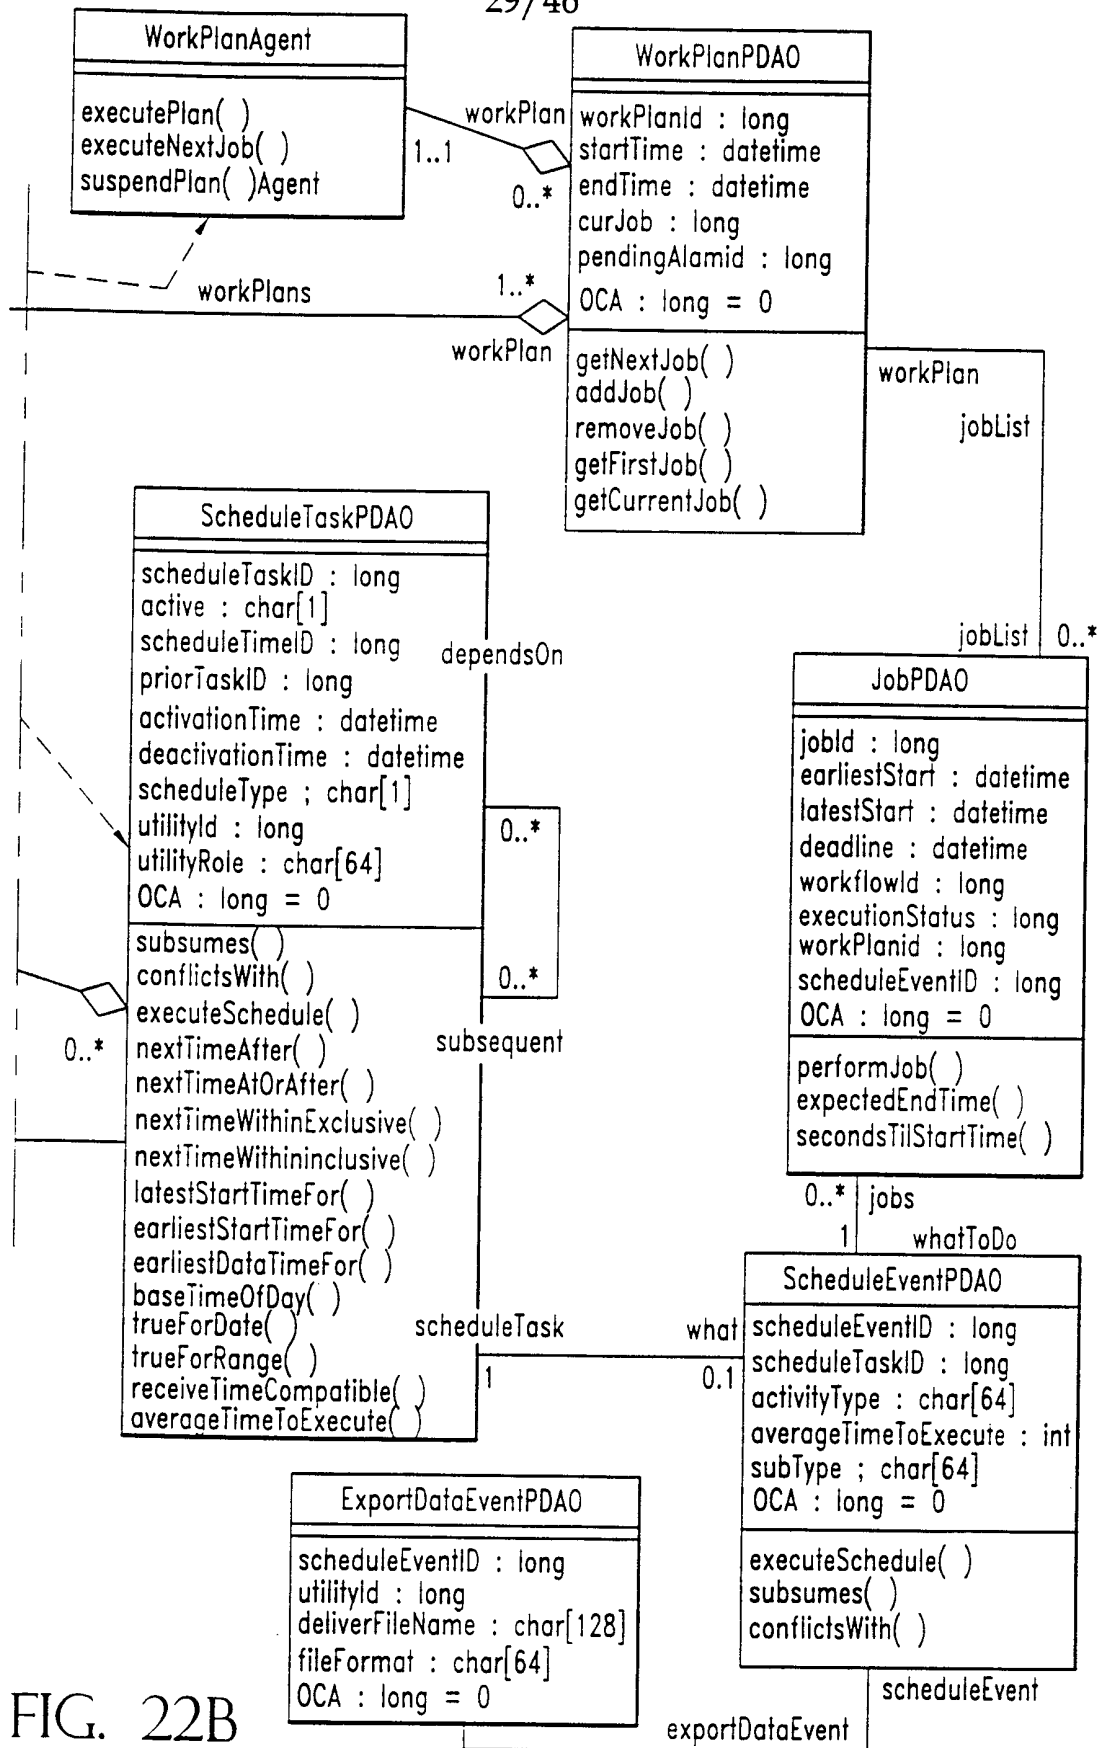 29/46
WorkPlanAgent
executePlan( )
executeNextJob( )
suspendPlan( )Agent
workPlan
1..1
0..*
WorkPlanPDAO
workPlanId : long
startTime : datetime
endTime : datetime
curJob : long
pendingAlamid : long
OCA : long = 0
getNextJob( )
addJob( )
removeJob( )
getFirstJob( )
getCurrentJob( )
workPlans
1..*
workPlan
workPlan
jobList
jobList
0..*
ScheduleTaskPDAO
scheduleTaskID : long
active : char[1]
scheduleTimeID : long
priorTaskID : long
activationTime : datetime
deactivationTime : datetime
scheduleType ; char[1]
utilityId : long
utilityRole : char[64]
OCA : long = 0
subsumes( )
conflictsWith( )
executeSchedule( )
nextTimeAfter( )
nextTimeAtOrAfter( )
nextTimeWithinExclusive( )
nextTimeWithininclusive( )
latestStartTimeFor( )
earliestStartTimeFor( )
earliestDataTimeFor( )
baseTimeOfDay( )
trueForDate( )
trueForRange( )
receiveTimeCompatible( )
averageTimeToExecute( )
dependsOn
0..*
0..*
subsequent
0..*
JobPDAO
jobId : long
earliestStart : datetime
latestStart : datetime
deadline : datetime
workflowId : long
executionStatus : long
workPlanid : long
scheduleEventID : long
OCA : long = 0
performJob( )
expectedEndTime( )
secondsTilStartTime( )
0..*
jobs
1
whatToDo
scheduleTask
1
what
0.1
ScheduleEventPDAO
scheduleEventID : long
scheduleTaskID : long
activityType : char[64]
averageTimeToExecute : int
subType ; char[64]
OCA : long = 0
executeSchedule( )
subsumes( )
conflictsWith( )
ExportDataEventPDAO
scheduleEventID : long
utilityId : long
deliverFileName : char[128]
fileFormat : char[64]
OCA : long = 0
scheduleEvent
exportDataEvent
FIG. 22B